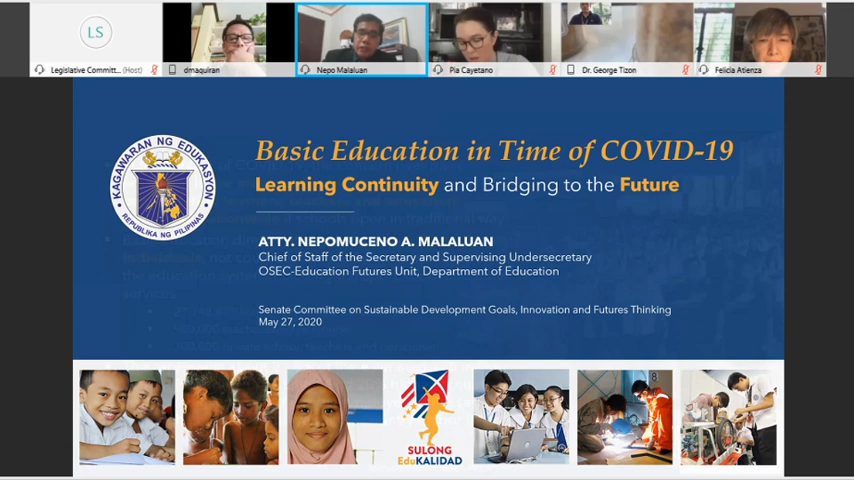 LS
Legislative Committ... (Host)
dmaquiran
Nepo Malaluan
Pia Cayetano
Dr. George Tizon
Felicia Atienza
KAGAWARAN NG EDUKASYON
REPUBLIKA NG PILIPINAS
Basic Education in Time of COVID-19
Learning Continuity and Bridging to the Future
ATTY. NEPOMUCENO A. MALALUAN
Chief of Staff of the Secretary and Supervising Undersecretary
OSEC-Education Futures Unit, Department of Education
Senate Committee on Sustainable Development Goals, Innovation and Futures Thinking
May 27, 2020
SULONG
EduKALIDAD